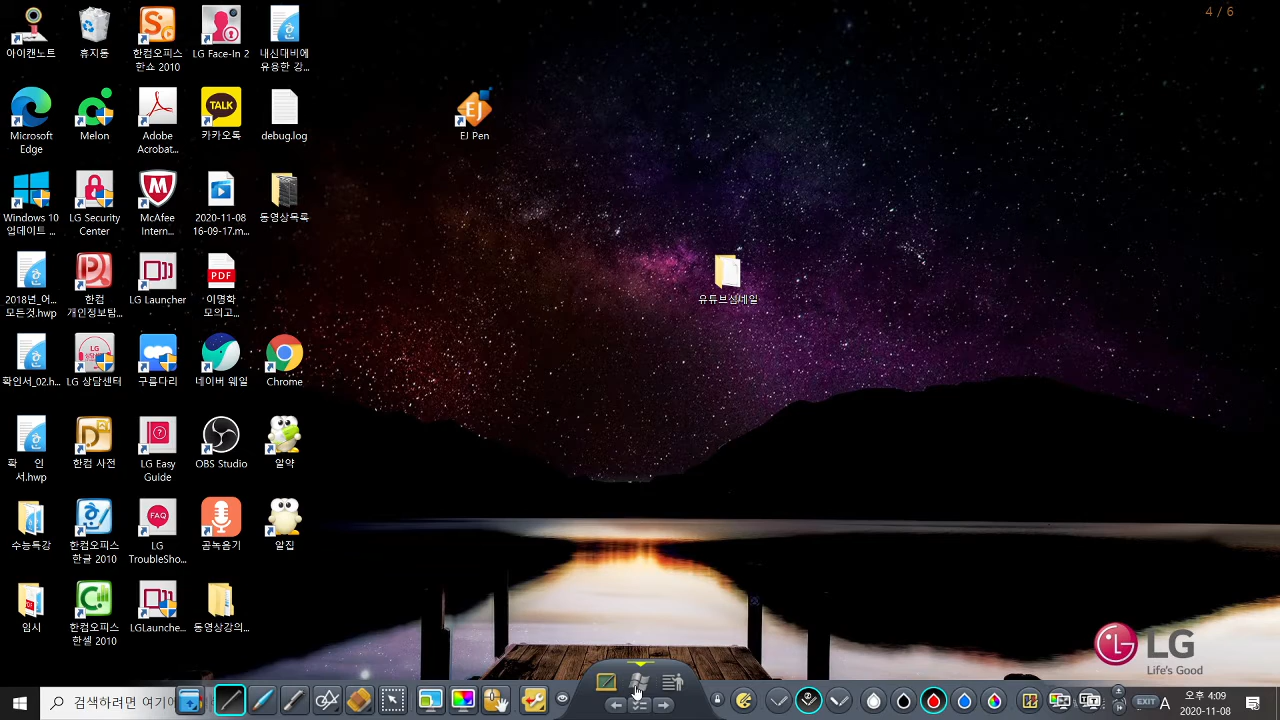 4 / 6
아이캔노트
휴지통
한컴오피스
한쇼 2010
LG Face-In 2
내신대비에
유용한 강...
Microsoft
Edge
Melon
Adobe
Acrobat...
TALK
카카오톡
debug.log
EJ
EJ Pen
Windows 10
업데이트 ...
LG Security
Center
McAfee
Intern...
2020-11-08
16-09-17.m...
동영상목록
2018년_어...
모든것.hwp
한컴
개인정보탐...
LG Launcher
PDF
이명학
모의고...
확인서_02.h...
LG 상담센터
구름다리
네이버 웨일
Chrome
확 인
서.hwp
한컴 사전
LG Easy
Guide
OBS Studio
알약
수능특강
한컴오피스
한글 2010
FAQ
LG
TroubleSho...
곰녹음기
알집
임시
한컴오피스
한셀 2010
LGLaunche...
동영상강의...
LG
Life's Good
검색하려면 여기에
EXIT
A
오후 4:09
2020-11-08